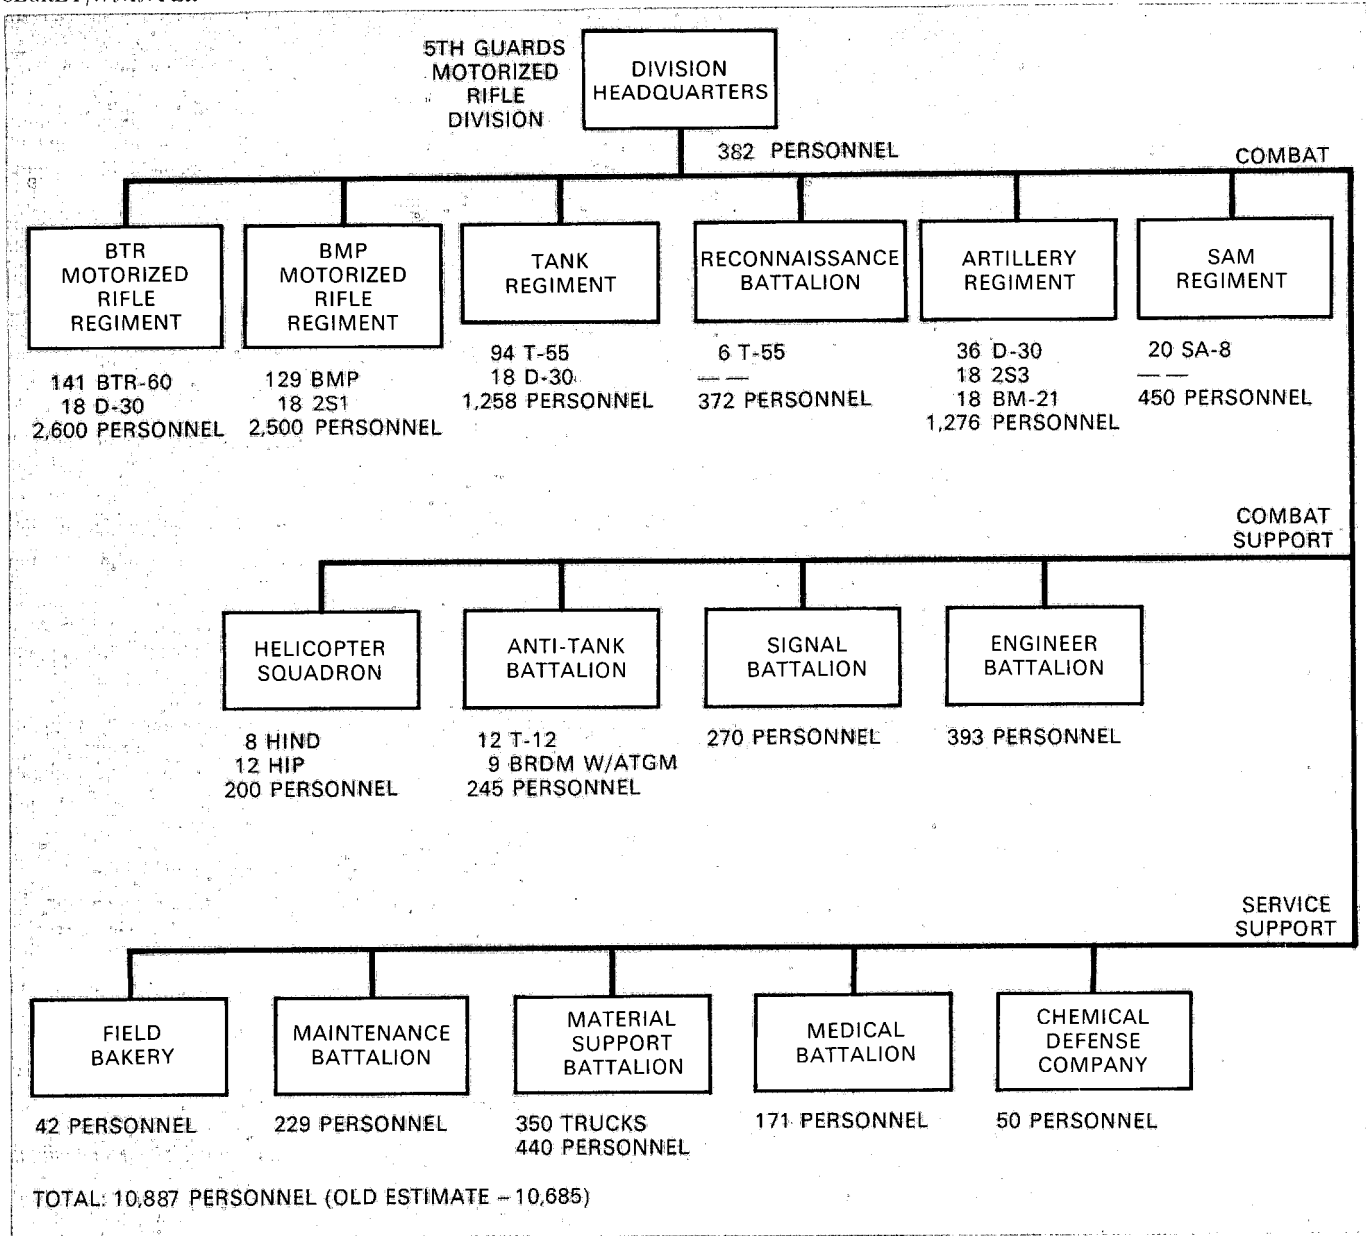 5TH GUARDS
MOTORIZED
RIFLE
DIVISION
DIVISION
HEADQUARTERS
382 PERSONNEL
COMBAT
BTR
MOTORIZED
RIFLE
REGIMENT
141 BTR-60
18 D-30
2,600 PERSONNEL
BMP
MOTORIZED
RIFLE
REGIMENT
129 BMP
18 2S1
2,500 PERSONNEL
TANK
REGIMENT
94 T-55
18 D-30
1,258 PERSONNEL
RECONNAISSANCE
BATTALION
6 T-55
— —
372 PERSONNEL
ARTILLERY
REGIMENT
36 D-30
18 2S3
18 BM-21
1,276 PERSONNEL
SAM
REGIMENT
20 SA-8
— —
450 PERSONNEL
COMBAT
SUPPORT
HELICOPTER
SQUADRON
8 HIND
12 HIP
200 PERSONNEL
ANTI-TANK
BATTALION
12 T-12
9 BRDM W/ATGM
245 PERSONNEL
SIGNAL
BATTALION
270 PERSONNEL
ENGINEER
BATTALION
393 PERSONNEL
SERVICE
SUPPORT
FIELD
BAKERY
42 PERSONNEL
MAINTENANCE
BATTALION
229 PERSONNEL
MATERIAL
SUPPORT
BATTALION
350 TRUCKS
440 PERSONNEL
MEDICAL
BATTALION
171 PERSONNEL
CHEMICAL
DEFENSE
COMPANY
50 PERSONNEL
TOTAL: 10,887 PERSONNEL (OLD ESTIMATE – 10,685)